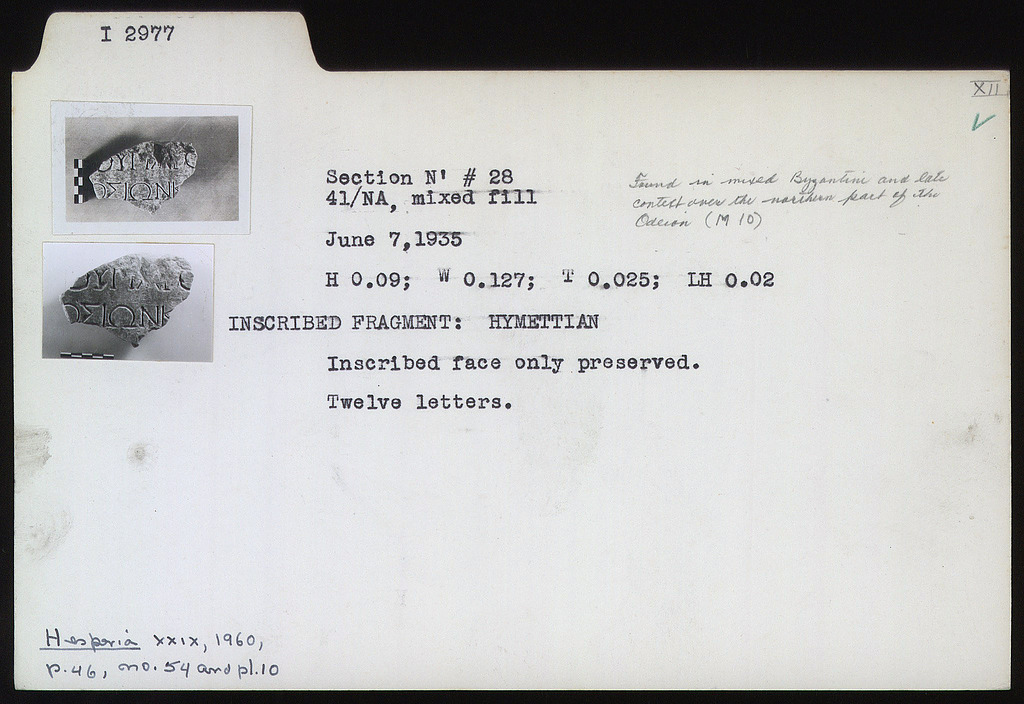 I 2977
XII
Section N' # 28
41/NA, mixed fill
Found in mixed Byzantine and late
context over the northern part of the
Odeion (M 10)
June 7,1935
H 0.09; W 0.127; T 0.025; LH 0.02
INSCRIBED FRAGMENT: HYMETTIAN
Inscribed face only preserved.
Twelve letters.
ΟΣΙΩΝΚ
ΟΣΙΩΝΚ
Hesperia XXIX, 1960,
p.46, no. 54 and pl.10